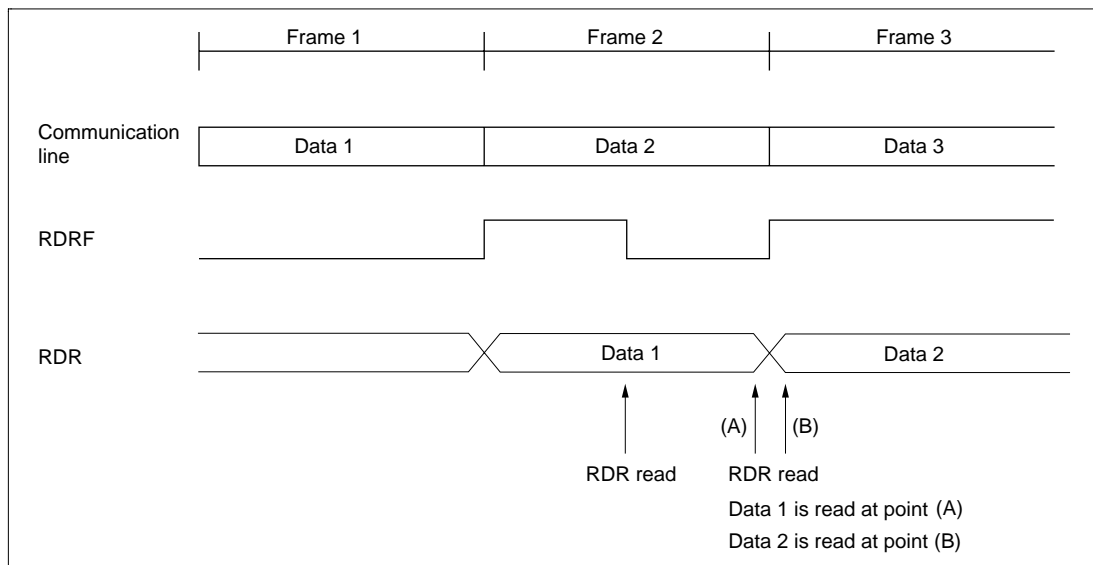 Frame 1 Frame 2 Frame 3
Communication
line
Data 1 Data 2 Data 3
RDRF
RDR
Data 1 Data 2
(A) (B)
RDR read RDR read
Data 1 is read at point (A)
Data 2 is read at point (B)